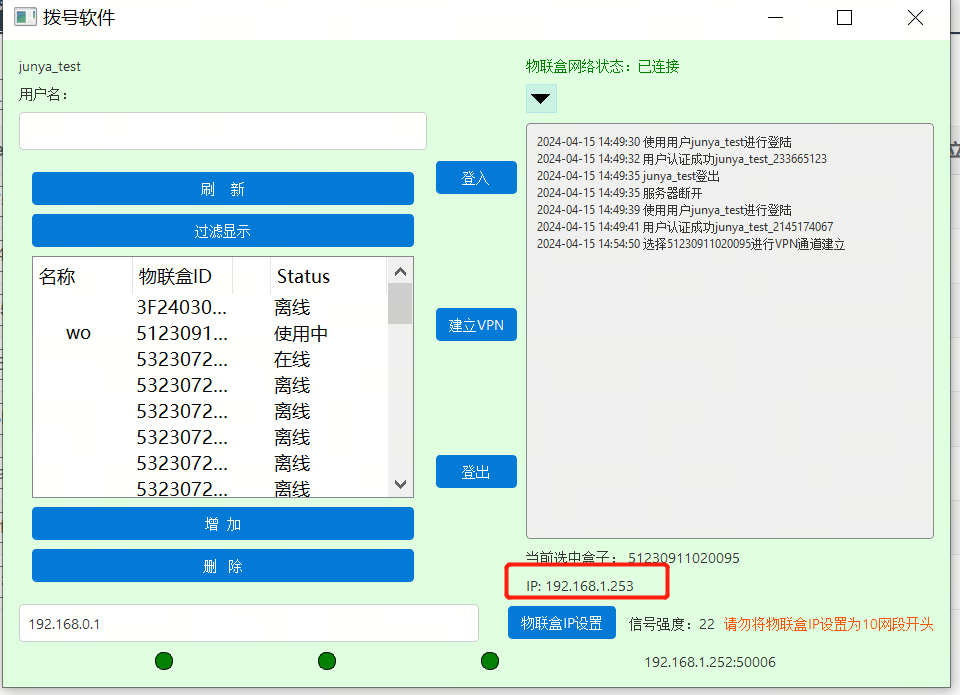 拨号软件
junya_test
用户名：
刷 新
过滤显示
名称 物联盒ID Status
3F24030... 离线
wo 5123091... 使用中
5323072... 在线
5323072... 离线
5323072... 离线
5323072... 离线
5323072... 离线
5323072... 离线
增 加
删 除
192.168.0.1
登入
建立VPN
登出
物联盒网络状态：已连接
2024-04-15 14:49:30 使用用户junya_test进行登陆
2024-04-15 14:49:32 用户认证成功junya_test_233665123
2024-04-15 14:49:35 junya_test登出
2024-04-15 14:49:35 服务器断开
2024-04-15 14:49:39 使用用户junya_test进行登陆
2024-04-15 14:49:41 用户认证成功junya_test_2145174067
2024-04-15 14:54:50 选择51230911020095进行VPN通道建立
当前选中盒子： 51230911020095
IP: 192.168.1.253
物联盒IP设置 信号强度：22 请勿将物联盒IP设置为10网段开头
192.168.1.252:50006